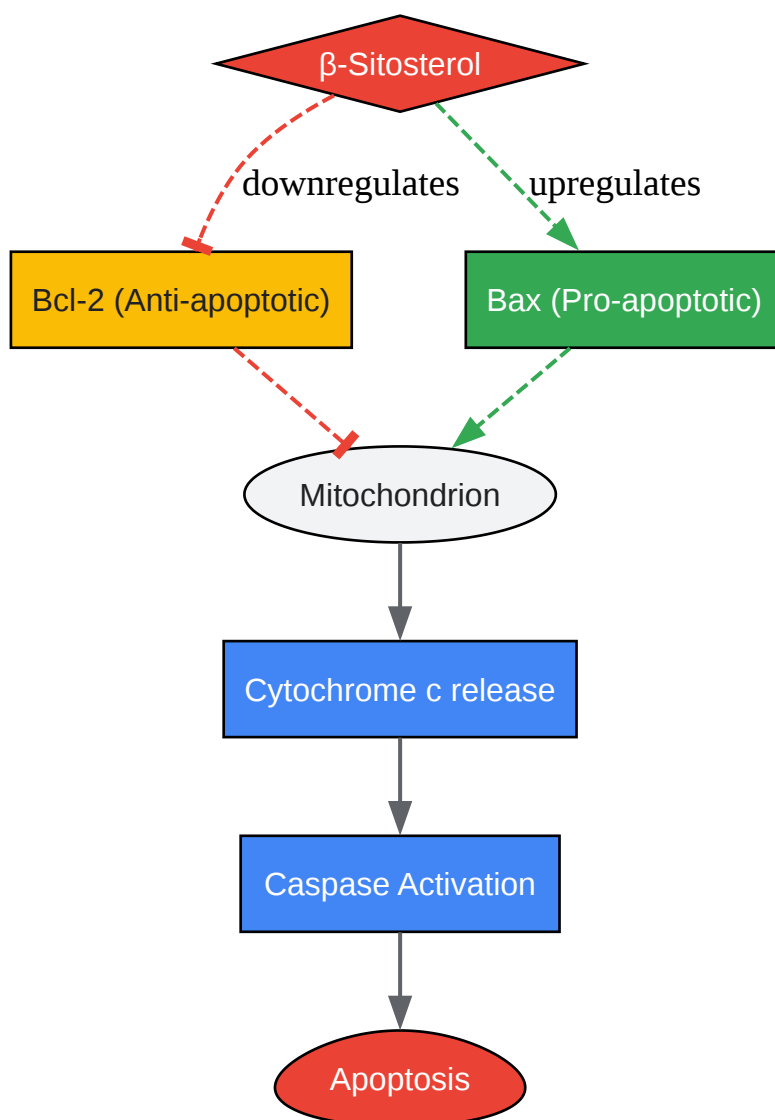 β-Sitosterol
downregulates
upregulates
Bcl-2 (Anti-apoptotic)
Bax (Pro-apoptotic)
Mitochondrion
Cytochrome c release
Caspase Activation
Apoptosis